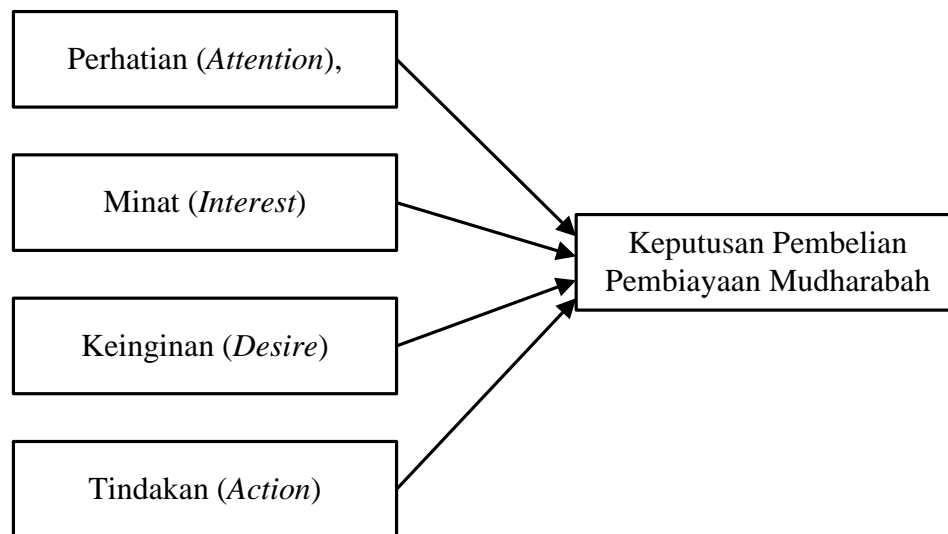 Perhatian (Attention),
Minat (Interest)
Keinginan (Desire)
Tindakan (Action)
Keputusan Pembelian
Pembiayaan Mudharabah